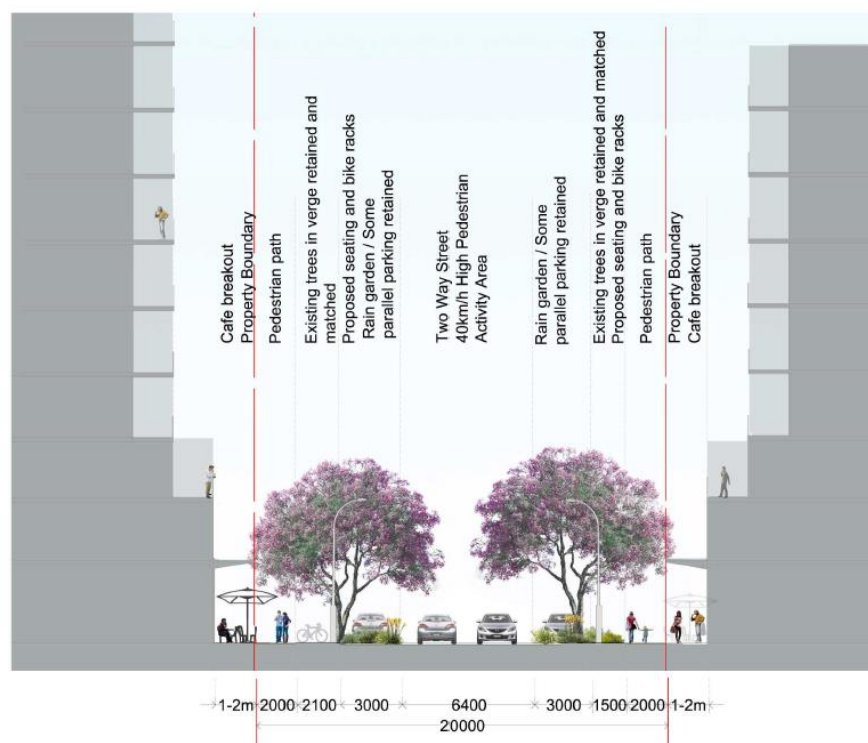 Cafe breakout
Property Boundary
Pedestrian path
Existing trees in verge retained and
matched
Proposed seating and bike racks
Rain garden / Some
parallel parking retained
Two Way Street
40km/h High Pedestrian
Activity Area
Rain garden / Some
parallel parking retained
Existing trees in verge retained and matched
Proposed seating and bike racks
Pedestrian path
Property Boundary
Cafe breakout
1-2m 2000 2100 3000 6400 3000 1500 2000 1-2m
20000